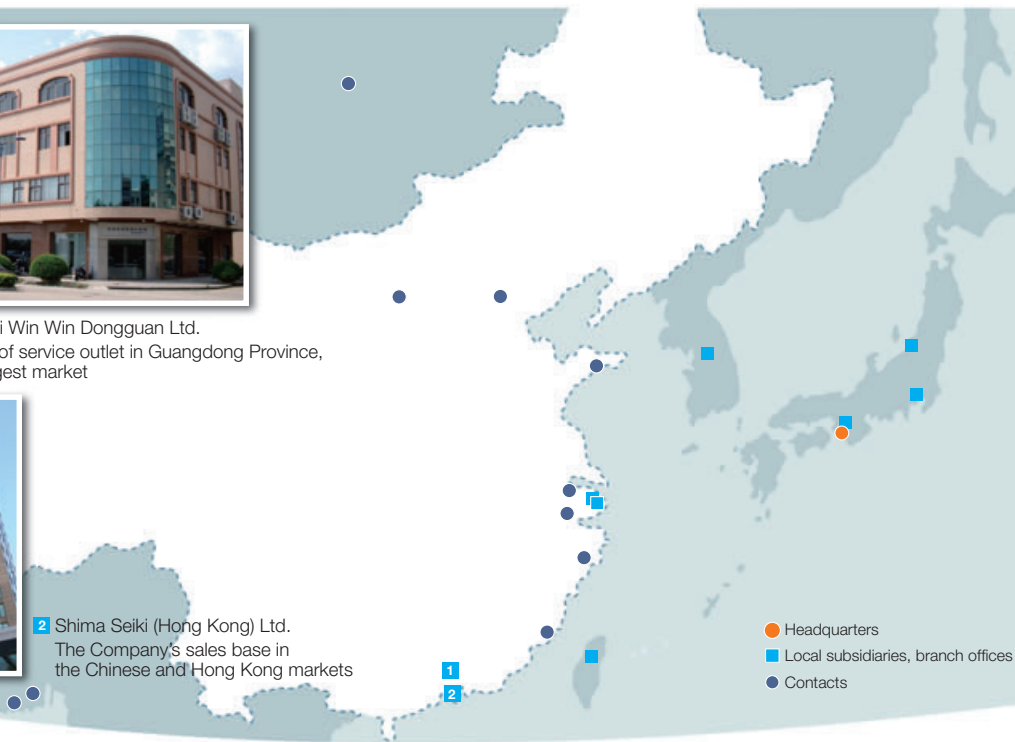 i Win Win Dongguan Ltd.
of service outlet in Guangdong Province,
gest market
2 Shima Seiki (Hong Kong) Ltd.
The Company's sales base in
the Chinese and Hong Kong markets
1
2
Headquarters
Local subsidiaries, branch offices
Contacts